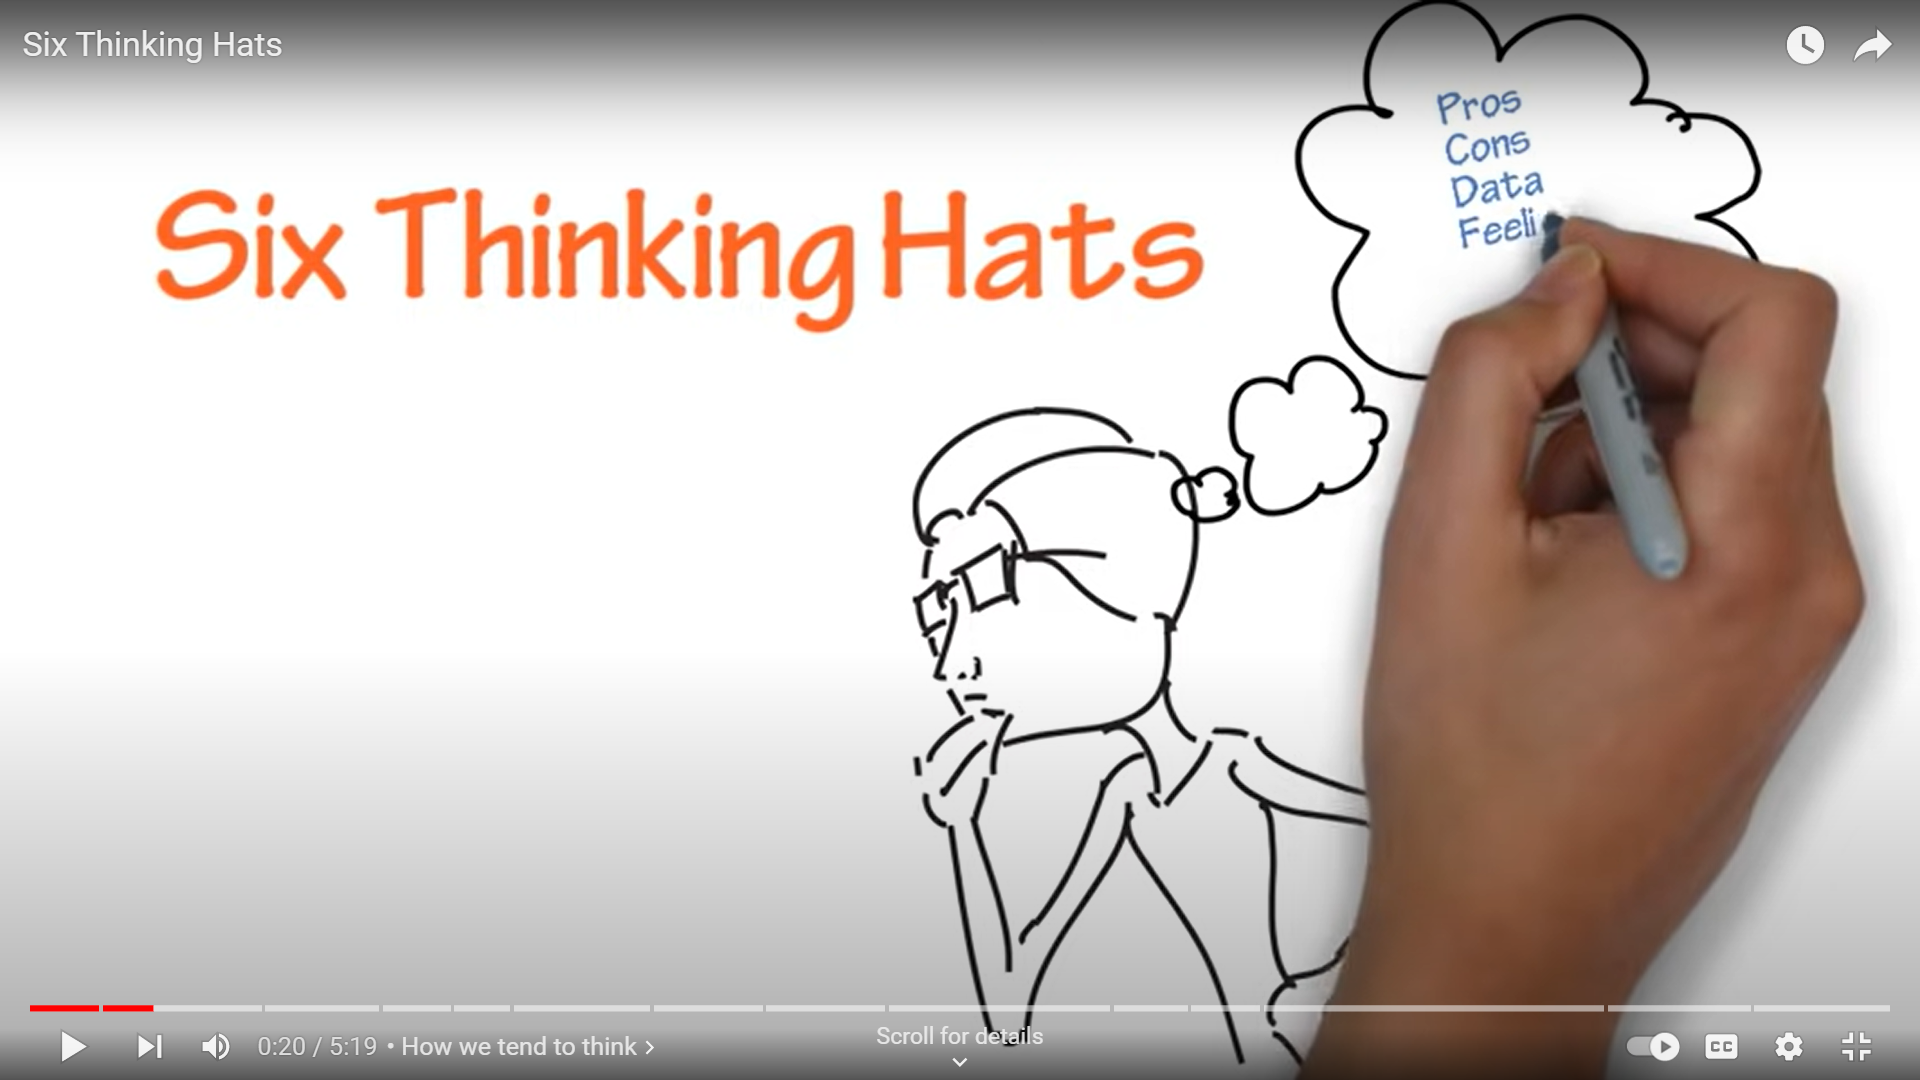 Six Thinking Hats
Six Thinking Hats
Pros
Cons
Data
Feeli
0:20 / 5:19 • How we tend to think >
Scroll for details
CC